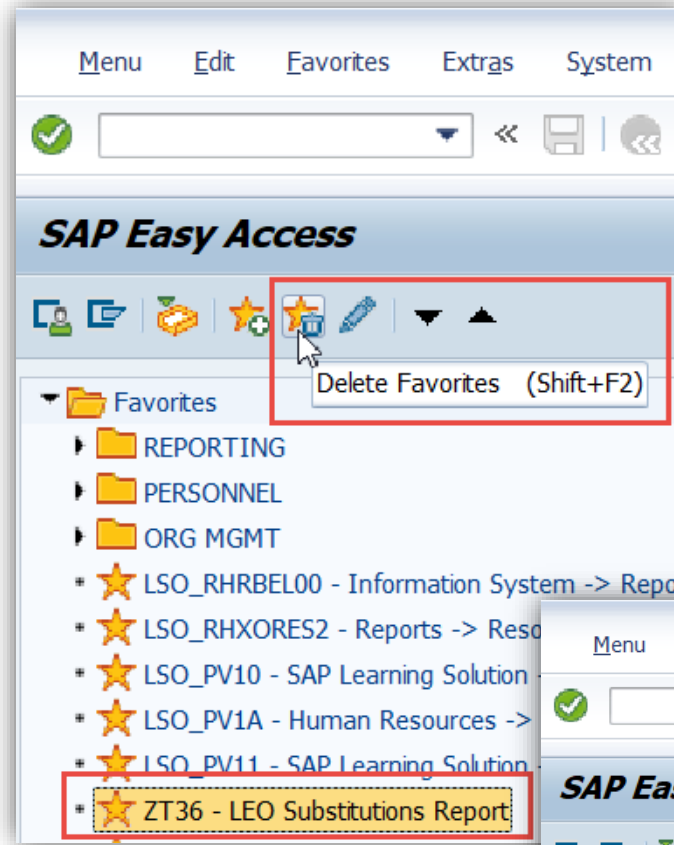 Menu Edit Favorites Extras System
SAP Easy Access
Delete Favorites (Shift+F2)
Favorites
REPORTING
PERSONNEL
ORG MGMT
LSO_RHRBEL00 - Information System -> Repo
LSO_RHXORES2 - Reports -> Reso
LSO_PV10 - SAP Learning Solution -
LSO_PV1A - Human Resources ->
LSO_PV11 - SAP Learning Solution -
ZT36 - LEO Substitutions Report
Menu
SAP Eas